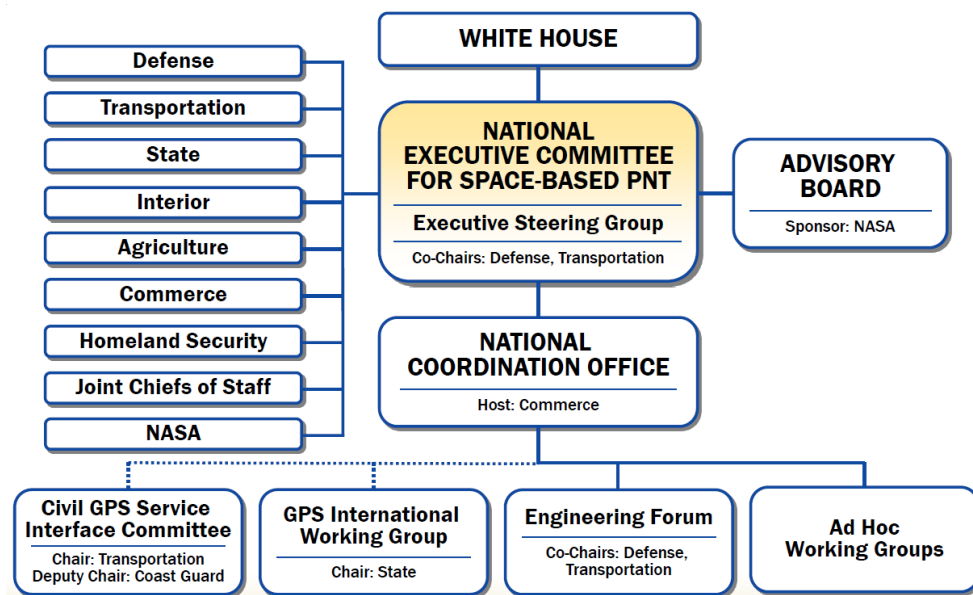 WHITE HOUSE
Defense
Transportation
State
Interior
Agriculture
Commerce
Homeland Security
Joint Chiefs of Staff
NASA
NATIONAL
EXECUTIVE COMMITTEE
FOR SPACE-BASED PNT
Executive Steering Group
Co-Chairs: Defense, Transportation
ADVISORY
BOARD
Sponsor: NASA
NATIONAL
COORDINATION OFFICE
Host: Commerce
Civil GPS Service
Interface Committee
Chair: Transportation
Deputy Chair: Coast Guard
GPS International
Working Group
Chair: State
Engineering Forum
Co-Chairs: Defense,
Transportation
Ad Hoc
Working Groups